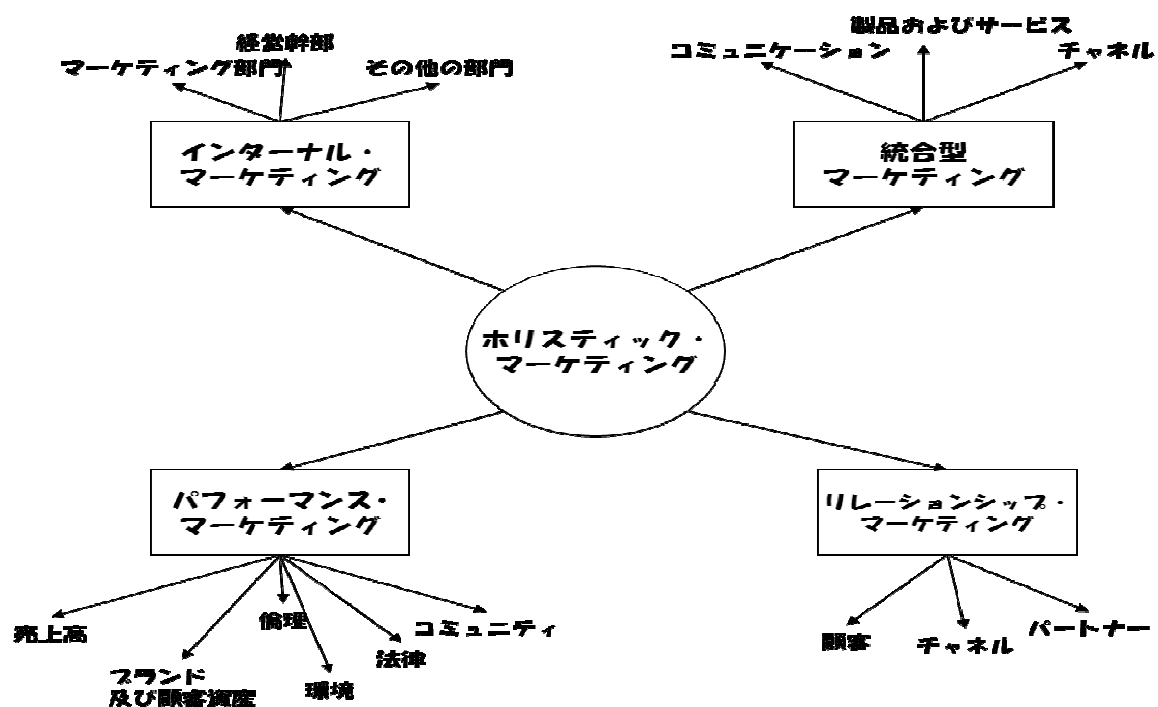 経営幹部
マーケティング部門
その他の部門
インターナル・
マーケティング
製品およびサービス
コミュニケーション
チャネル
統合型
マーケティング
ホリスティック・
マーケティング
パフォーマンス・
マーケティング
売上高
ブランド
及び顧客資産
倫理
環境
法律
コミュニティ
リレーションシップ・
マーケティング
顧客
チャネル
パートナー